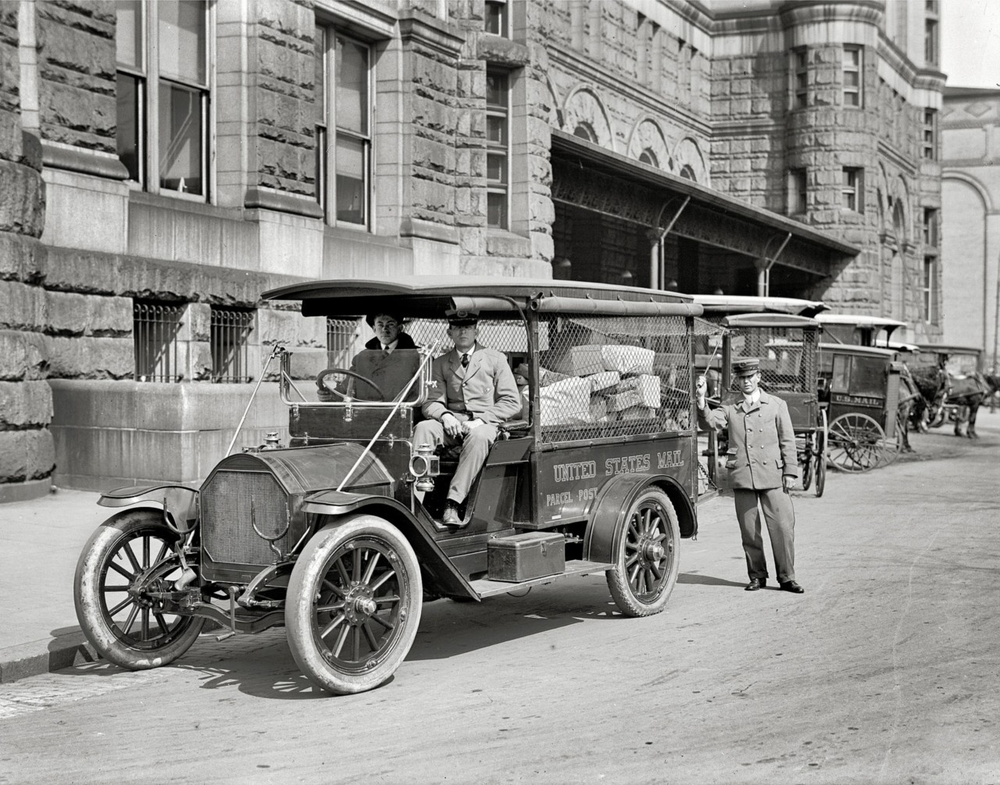 UNITED STATES MAIL
PARCEL - POST
U.S. MAIL